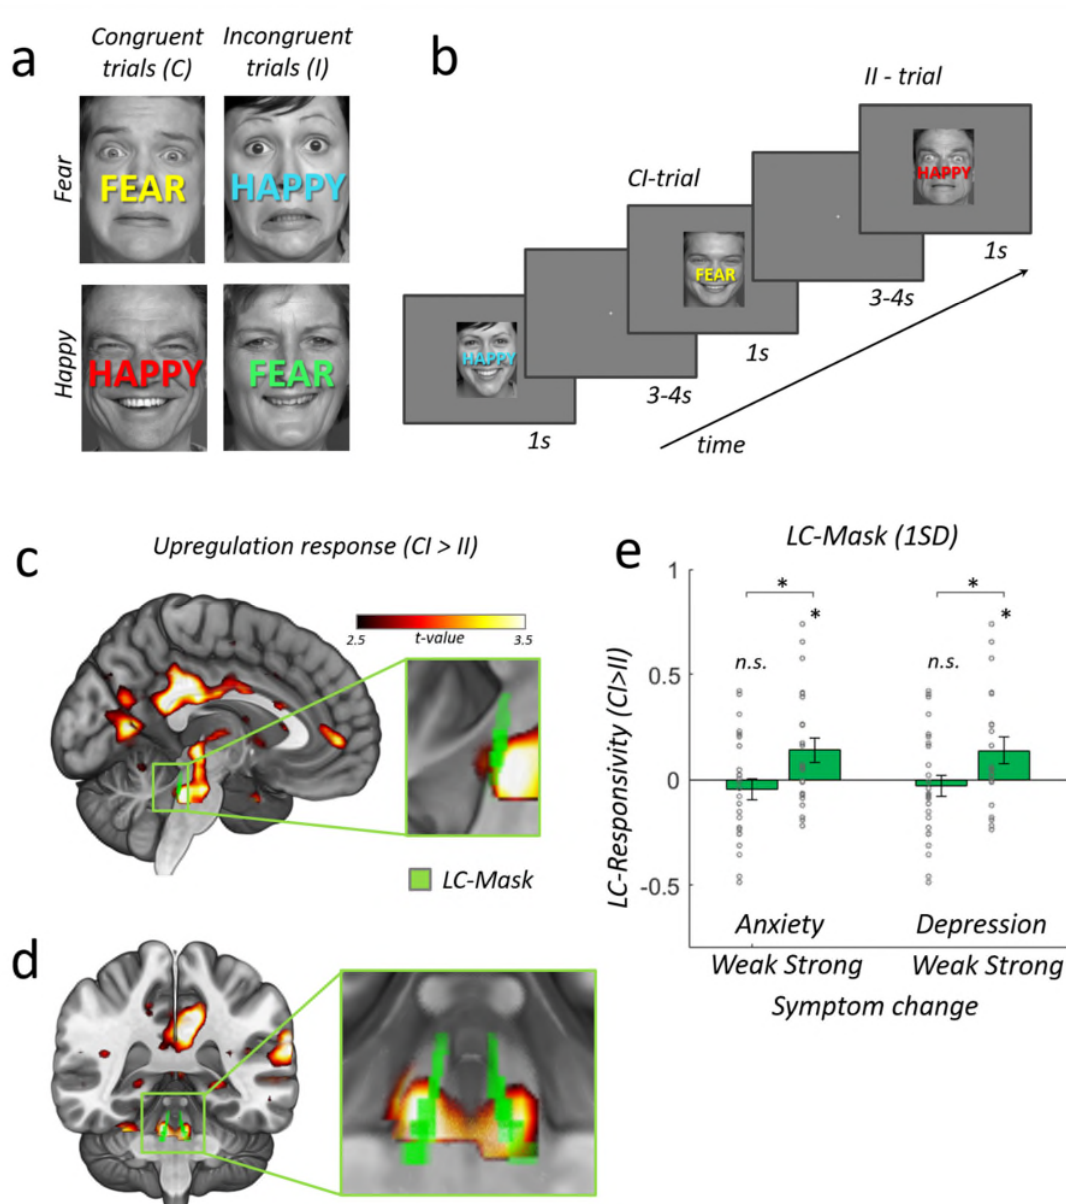 a
Congruent
trials (C)
Incongruent
trials (I)
Fear
FEAR
HAPPY
Happy
HAPPY
FEAR
b
II - trial
CI-trial
HAPPY
FEAR
HAPPY
1s
3-4s
1s
3-4s
1s
time
c
Upregulation response (CI > II)
2.5
t-value
3.5
LC-Mask
d
e
LC-Mask (1SD)
LC-Responsivity (CI>II)
1
0.5
0
-0.5
*
*
n.s.
*
*
n.s.
Anxiety
Depression
Weak Strong
Weak Strong
Symptom change